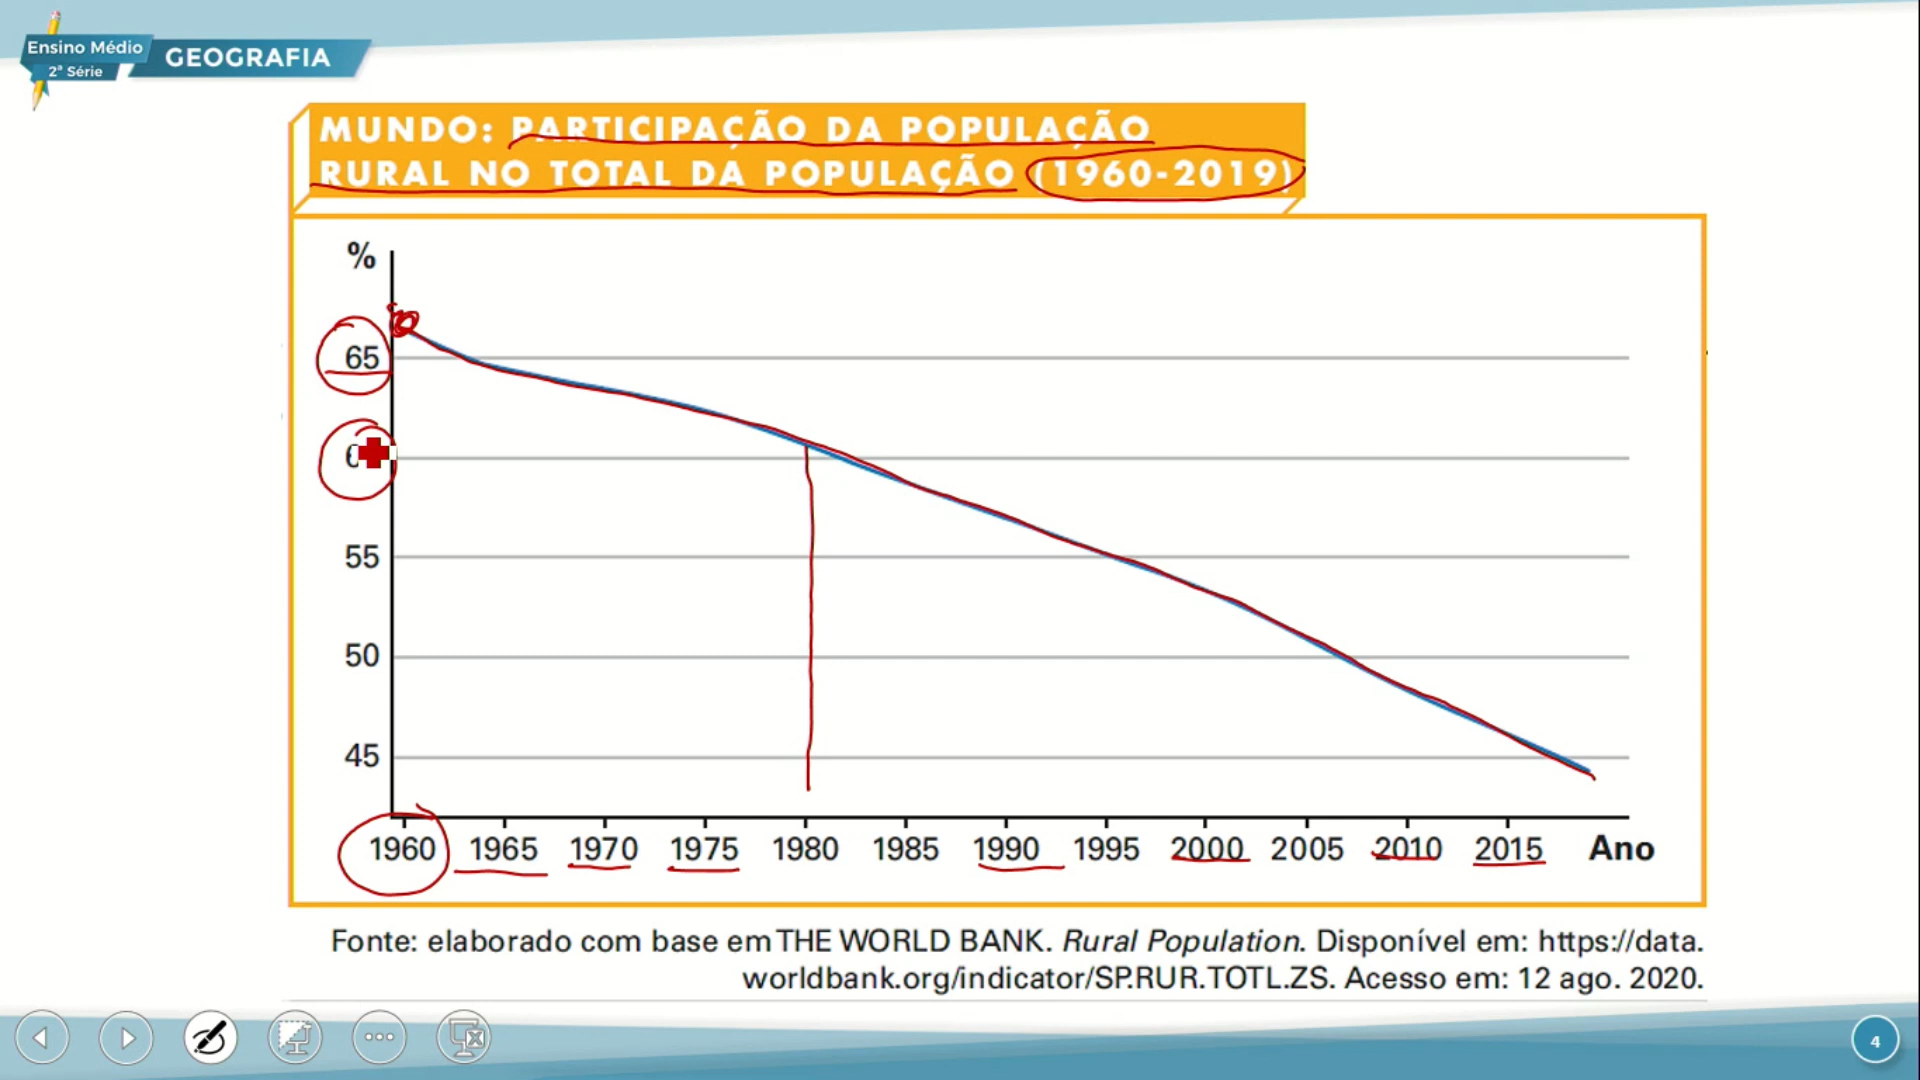 Ensino Médio
2ª Série
GEOGRAFIA
MUNDO: PARTICIPAÇÃO DA POPULAÇÃO
RURAL NO TOTAL DA POPULAÇÃO (1960-2019)
%
65
55
50
45
1960 1965 1970 1975 1980 1985 1990 1995 2000 2005 2010 2015 Ano
Fonte: elaborado com base em THE WORLD BANK. Rural Population. Disponível em: https://data.
worldbank.org/indicator/SP.RUR.TOTL.ZS. Acesso em: 12 ago. 2020.
4